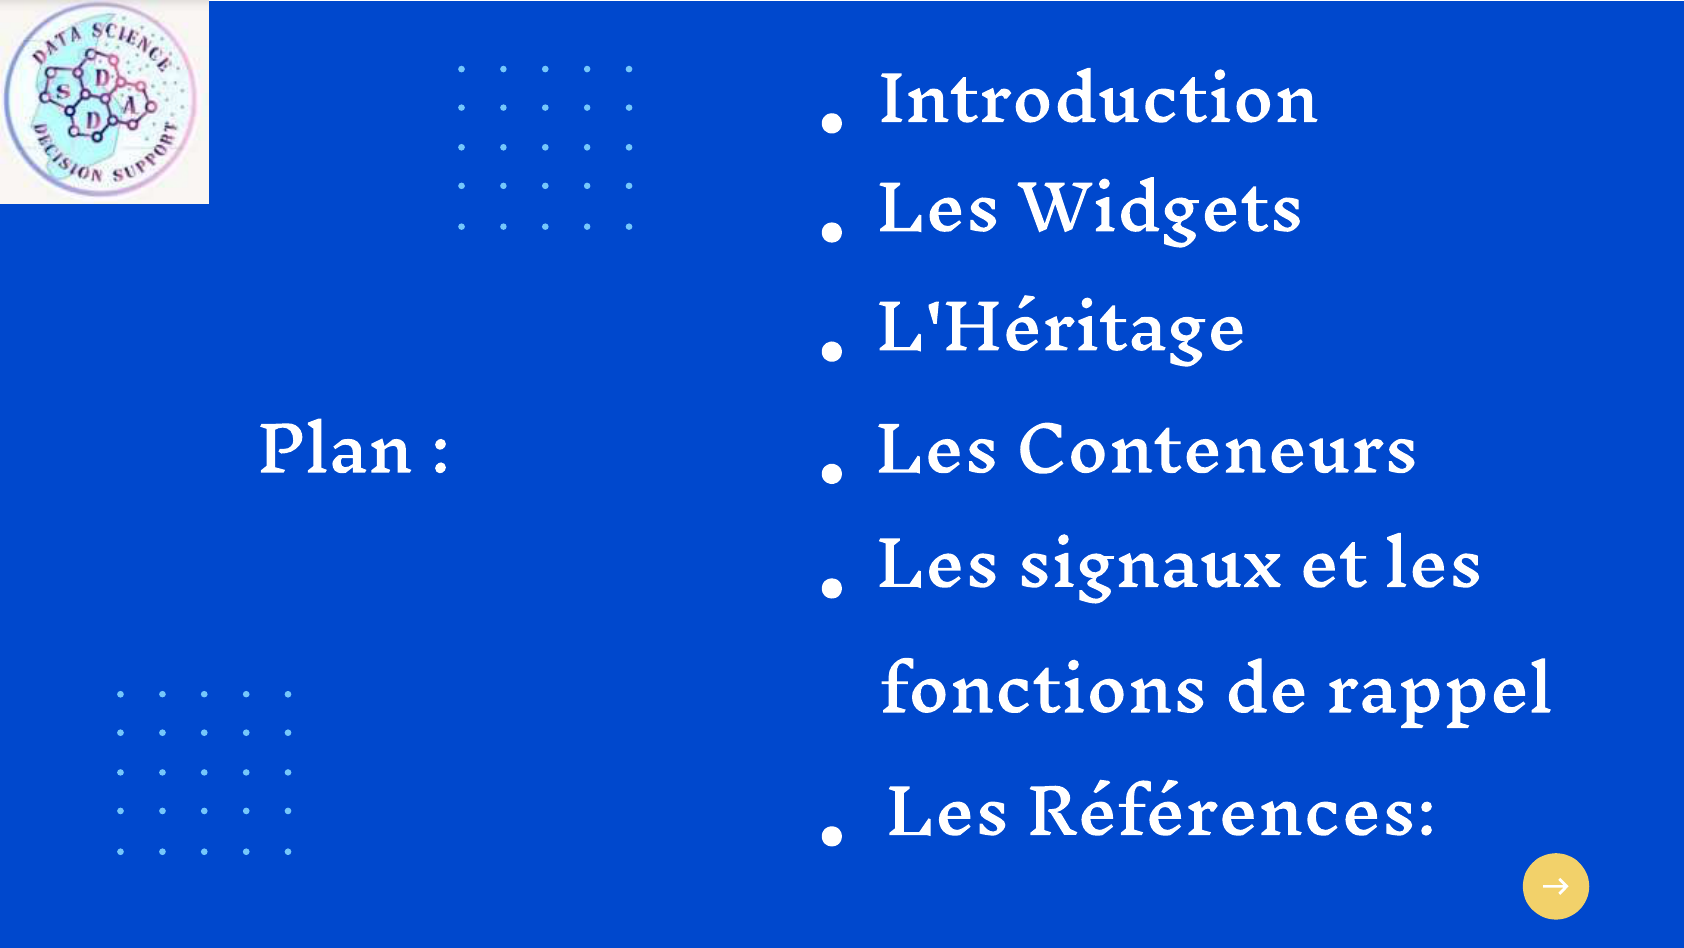 DATA SCIENCE
S D D A
DECISION SUPPORT
Plan :
Introduction
Les Widgets
L'Héritage
Les Conteneurs
Les signaux et les
fonctions de rappel
Les Références: